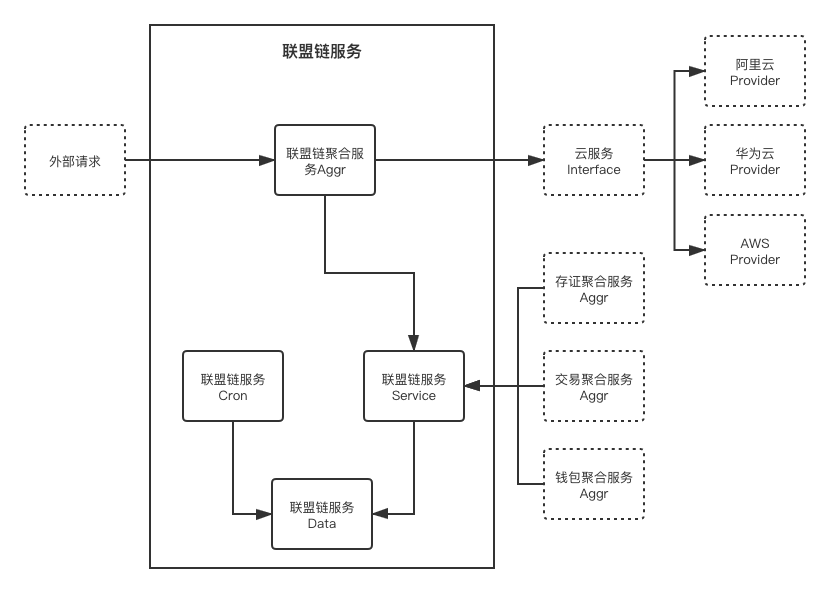 联盟链服务
外部请求
联盟链聚合服
务Aggr
云服务
Interface
阿里云
Provider
华为云
Provider
AWS
Provider
存证聚合服务
Aggr
联盟链服务
Cron
联盟链服务
Service
交易聚合服务
Aggr
钱包聚合服务
Aggr
联盟链服务
Data